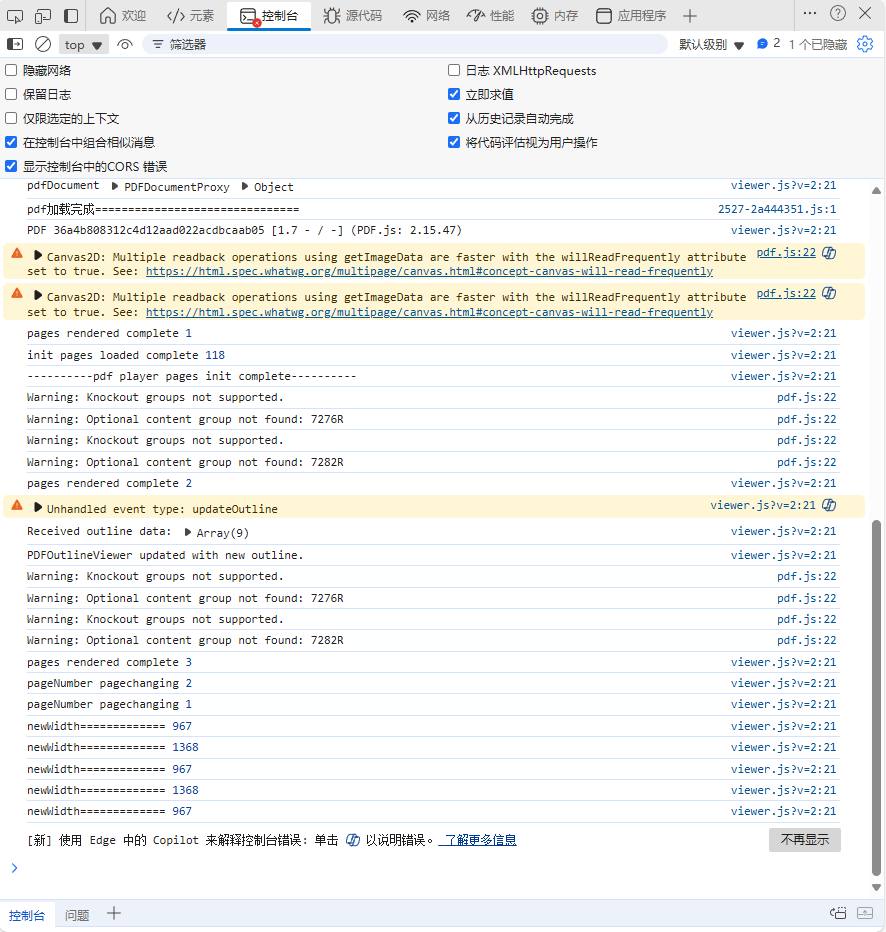 欢迎 元素 控制台 源代码 网络 性能 内存 应用程序
top 筛选器 默认级别 2 1 个已隐藏
隐藏网络 日志 XMLHttpRequests
保留日志 立即求值
仅限选定的上下文 从历史记录自动完成
在控制台中组合相似消息 将代码评估视为用户操作
显示控制台中的CORS 错误
pdfDocument PDFDocumentProxy Object viewer.js?v=2:21
pdf加载完成=============================== 2527-2a444351.js:1
PDF 36a4b808312c4d12aad022acdbcaab05 [1.7 - / -] (PDF.js: 2.15.47) viewer.js?v=2:21
Canvas2D: Multiple readback operations using getImageData are faster with the willReadFrequently attribute pdf.js:22
set to true. See: https://html.spec.whatwg.org/multipage/canvas.html#concept-canvas-will-read-frequently
Canvas2D: Multiple readback operations using getImageData are faster with the willReadFrequently attribute pdf.js:22
set to true. See: https://html.spec.whatwg.org/multipage/canvas.html#concept-canvas-will-read-frequently
pages rendered complete 1 viewer.js?v=2:21
init pages loaded complete 118 viewer.js?v=2:21
----------pdf player pages init complete---------- viewer.js?v=2:21
Warning: Knockout groups not supported. pdf.js:22
Warning: Optional content group not found: 7276R pdf.js:22
Warning: Knockout groups not supported. pdf.js:22
Warning: Optional content group not found: 7282R pdf.js:22
pages rendered complete 2 viewer.js?v=2:21
Unhandled event type: updateOutline viewer.js?v=2:21
Received outline data: Array(9) viewer.js?v=2:21
PDFOutlineViewer updated with new outline. viewer.js?v=2:21
Warning: Knockout groups not supported. pdf.js:22
Warning: Optional content group not found: 7276R pdf.js:22
Warning: Knockout groups not supported. pdf.js:22
Warning: Optional content group not found: 7282R pdf.js:22
pages rendered complete 3 viewer.js?v=2:21
pageNumber pagechanging 2 viewer.js?v=2:21
pageNumber pagechanging 1 viewer.js?v=2:21
newWidth============= 967 viewer.js?v=2:21
newWidth============= 1368 viewer.js?v=2:21
newWidth============= 967 viewer.js?v=2:21
newWidth============= 1368 viewer.js?v=2:21
newWidth============= 967 viewer.js?v=2:21
[新] 使用 Edge 中的 Copilot 来解释控制台错误: 单击 以说明错误。 了解更多信息 不再显示
控制台 问题